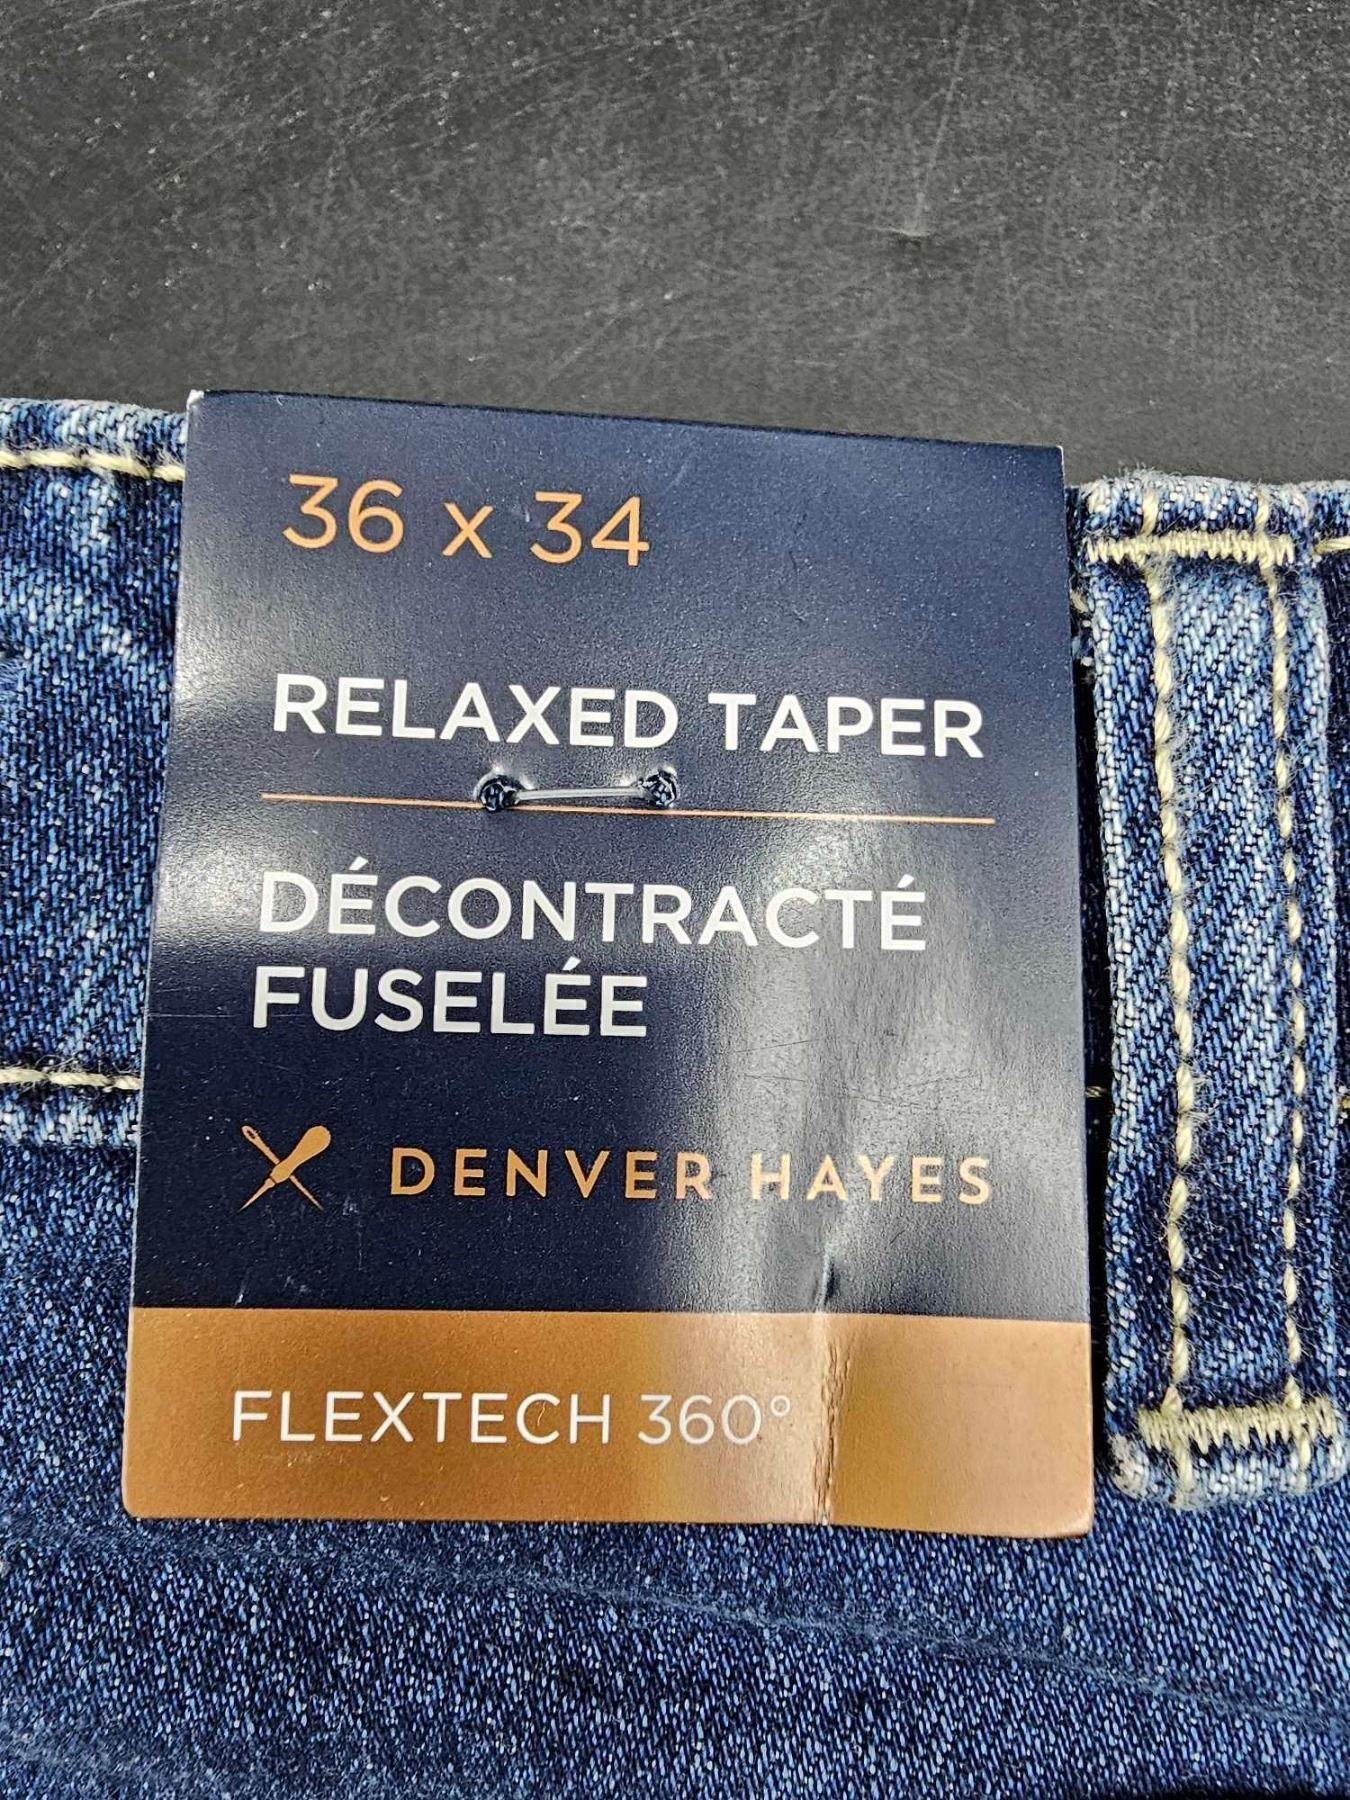 36 x 34
RELAXED TAPER
DÉCONTRACTÉ
FUSELÉE
DENVER HAYES
FLEXTECH 360°